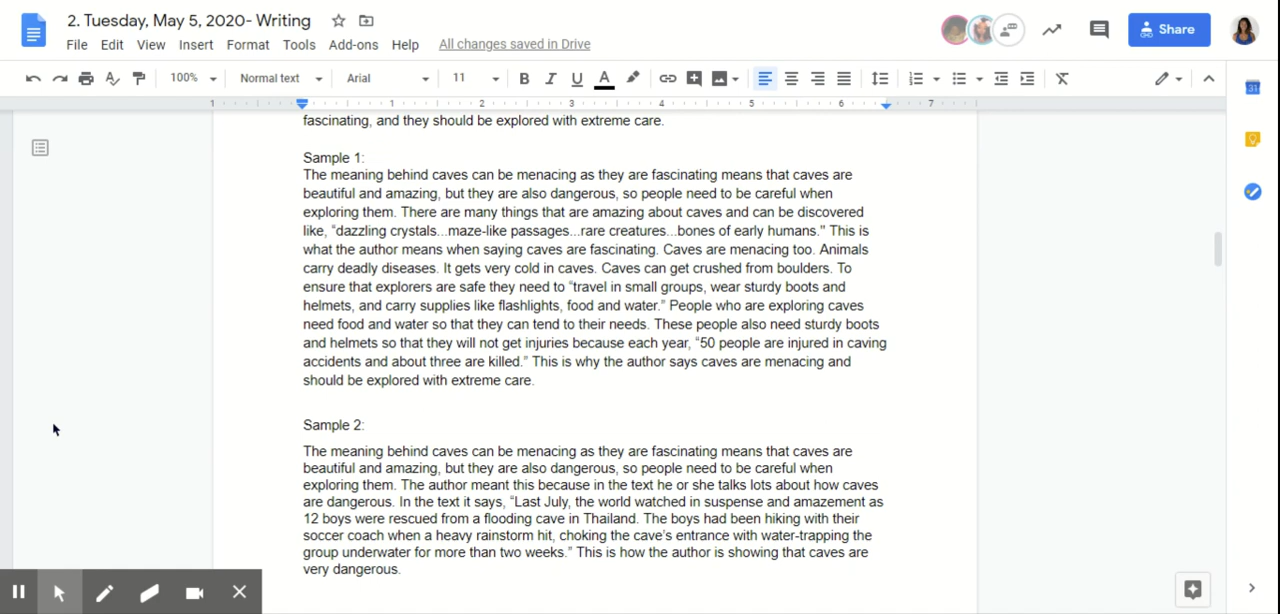 2. Tuesday, May 5, 2020- Writing
File Edit View Insert Format Tools Add-ons Help All changes saved in Drive
Share
100% Normal text Arial 11 B I U A
1 1 2 3 4 5 6 7
31
fascinating, and they should be explored with extreme care.
Sample 1:
The meaning behind caves can be menacing as they are fascinating means that caves are
beautiful and amazing, but they are also dangerous, so people need to be careful when
exploring them. There are many things that are amazing about caves and can be discovered
like, “dazzling crystals...maze-like passages...rare creatures...bones of early humans." This is
what the author means when saying caves are fascinating. Caves are menacing too. Animals
carry deadly diseases. It gets very cold in caves. Caves can get crushed from boulders. To
ensure that explorers are safe they need to “travel in small groups, wear sturdy boots and
helmets, and carry supplies like flashlights, food and water.” People who are exploring caves
need food and water so that they can tend to their needs. These people also need sturdy boots
and helmets so that they will not get injuries because each year, “50 people are injured in caving
accidents and about three are killed.” This is why the author says caves are menacing and
should be explored with extreme care.
Sample 2:
The meaning behind caves can be menacing as they are fascinating means that caves are
beautiful and amazing, but they are also dangerous, so people need to be careful when
exploring them. The author meant this because in the text he or she talks lots about how caves
are dangerous. In the text it says, “Last July, the world watched in suspense and amazement as
12 boys were rescued from a flooding cave in Thailand. The boys had been hiking with their
soccer coach when a heavy rainstorm hit, choking the cave’s entrance with water-trapping the
group underwater for more than two weeks.” This is how the author is showing that caves are
very dangerous.